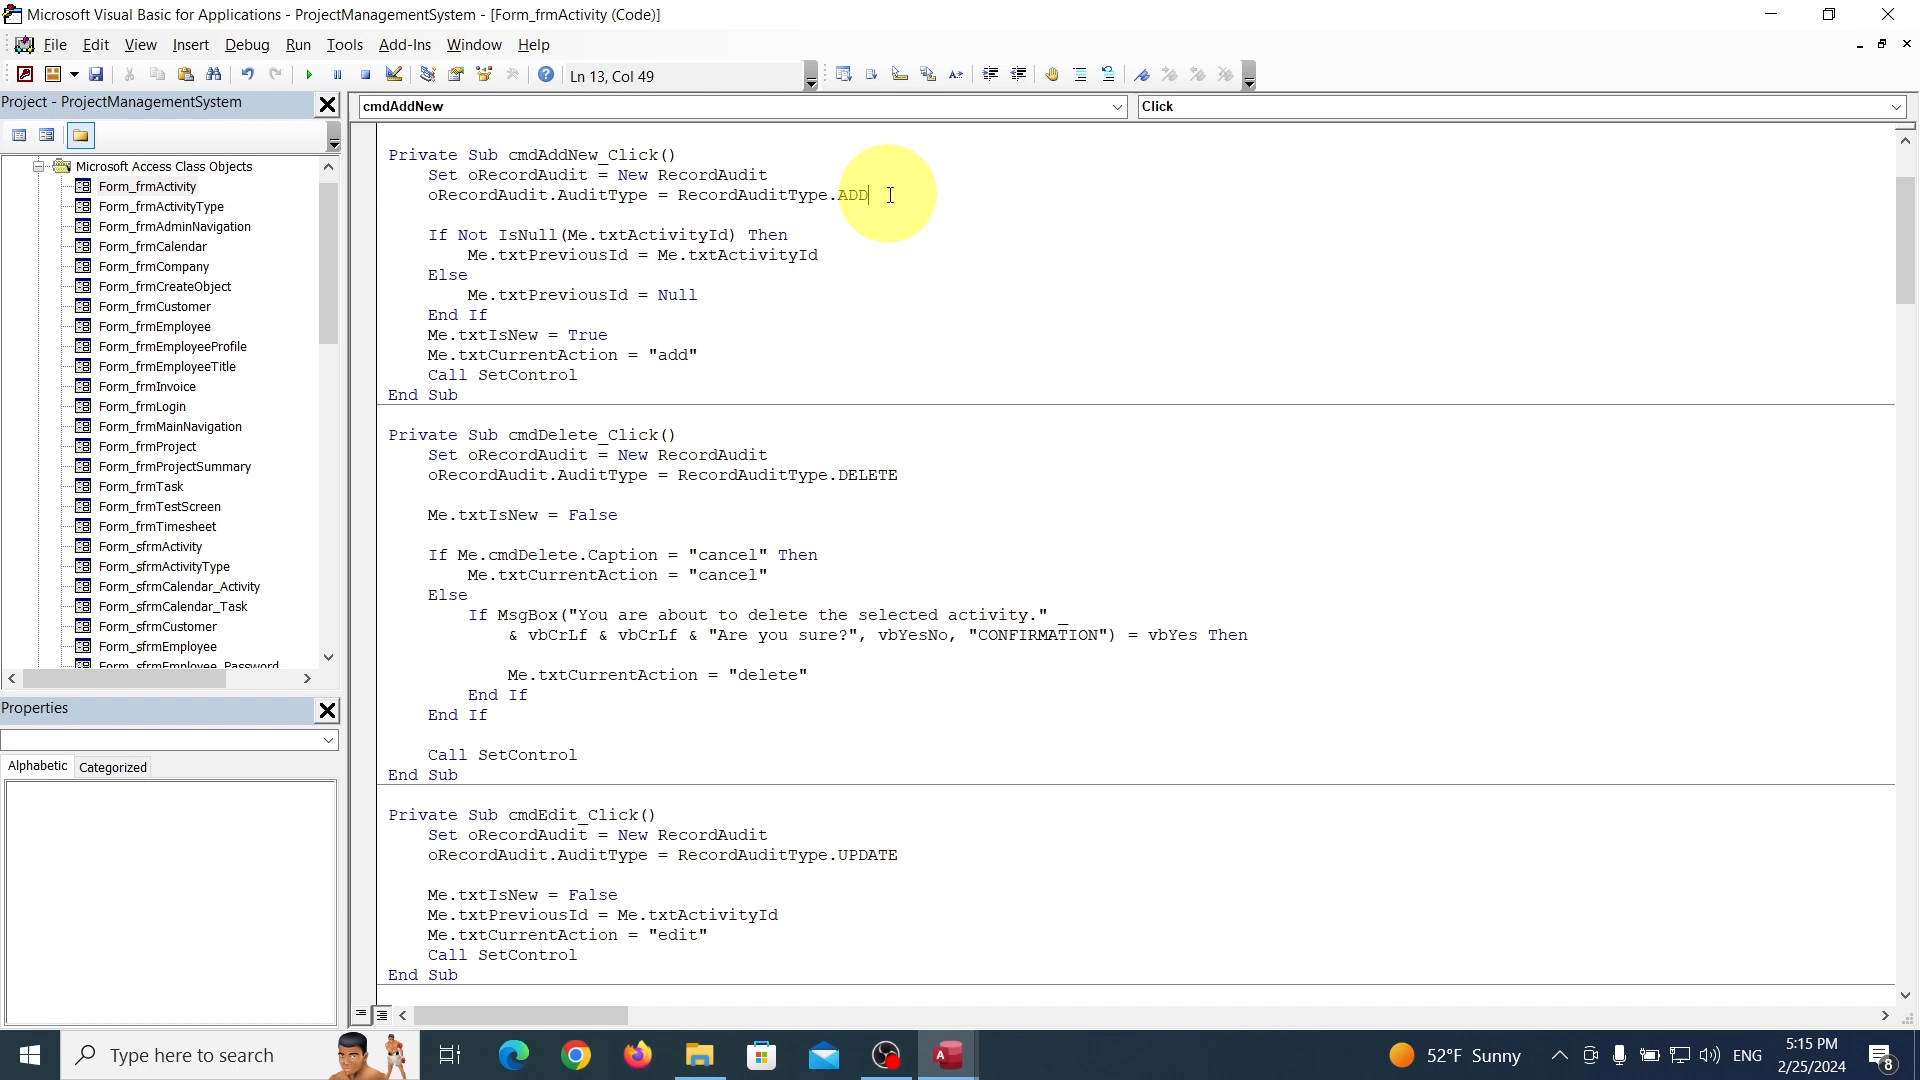 Microsoft Visual Basic for Applications - ProjectManagementSystem - [Form_frmActivity (Code)]
File Edit View Insert Debug Run Tools Add-Ins Window Help
Ln 13, Col 49
Project - ProjectManagementSystem
Microsoft Access Class Objects
Form_frmActivity
Form_frmActivityType
Form_frmAdminNavigation
Form_frmCalendar
Form_frmCompany
Form_frmCreateObject
Form_frmCustomer
Form_frmEmployee
Form_frmEmployeeProfile
Form_frmEmployeeTitle
Form_frmInvoice
Form_frmLogin
Form_frmMainNavigation
Form_frmProject
Form_frmProjectSummary
Form_frmTask
Form_frmTestScreen
Form_frmTimesheet
Form_sfrmActivity
Form_sfrmActivityType
Form_sfrmCalendar_Activity
Form_sfrmCalendar_Task
Form_sfrmCustomer
Form_sfrmEmployee
Form_sfrmEmployee_Password
Properties
Alphabetic Categorized
cmdAddNew Click
Private Sub cmdAddNew_Click()
Set oRecordAudit = New RecordAudit
oRecordAudit.AuditType = RecordAuditType.ADD
If Not IsNull(Me.txtActivityId) Then
Me.txtPreviousId = Me.txtActivityId
Else
Me.txtPreviousId = Null
End If
Me.txtIsNew = True
Me.txtCurrentAction = "add"
Call SetControl
End Sub
Private Sub cmdDelete_Click()
Set oRecordAudit = New RecordAudit
oRecordAudit.AuditType = RecordAuditType.DELETE
Me.txtIsNew = False
If Me.cmdDelete.Caption = "cancel" Then
Me.txtCurrentAction = "cancel"
Else
If MsgBox("You are about to delete the selected activity." _
& vbCrLf & vbCrLf & "Are you sure?", vbYesNo, "CONFIRMATION") = vbYes Then
Me.txtCurrentAction = "delete"
End If
End If
Call SetControl
End Sub
Private Sub cmdEdit_Click()
Set oRecordAudit = New RecordAudit
oRecordAudit.AuditType = RecordAuditType.UPDATE
Me.txtIsNew = False
Me.txtPreviousId = Me.txtActivityId
Me.txtCurrentAction = "edit"
Call SetControl
End Sub
Type here to search
52°F Sunny
ENG
5:15 PM
2/25/2024
8